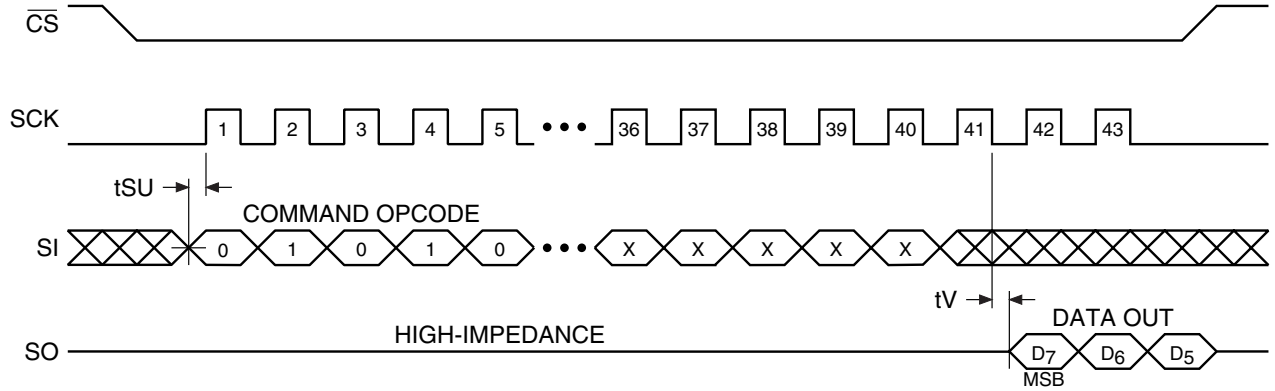 CS
SCK 1 2 3 4 5 ••• 36 37 38 39 40 41 42 43
tSU
COMMAND OPCODE
SI 0 1 0 1 0 ••• X X X X X
tV
DATA OUT
HIGH-IMPEDANCE
SO D7 D6 D5
MSB